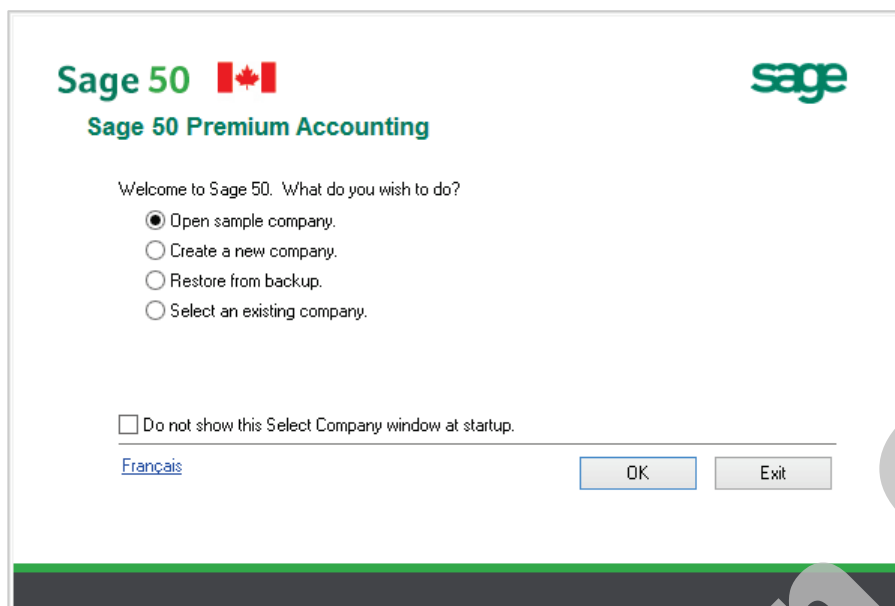 Sage 50
sage
Sage 50 Premium Accounting
Welcome to Sage 50. What do you wish to do?
Open sample company.
Create a new company.
Restore from backup.
Select an existing company.
Do not show this Select Company window at startup.
Français
OK
Exit